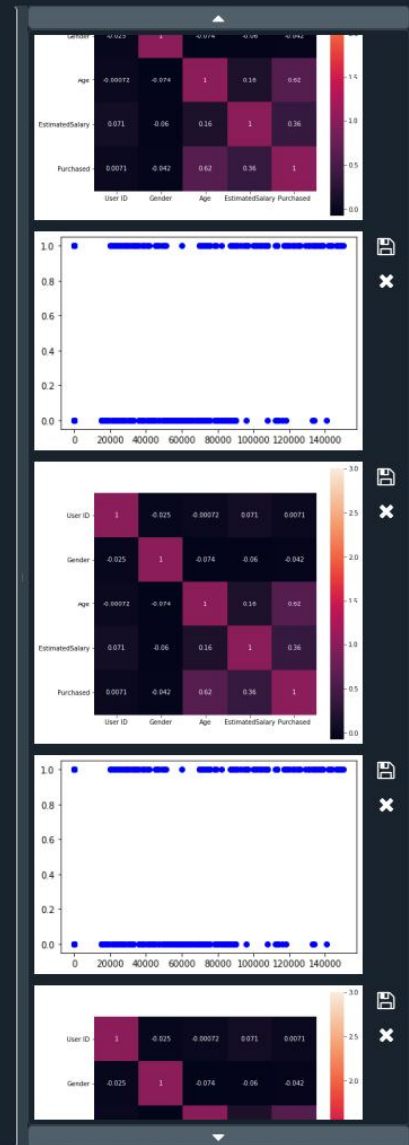 Gender -0.025 1 -0.074 -0.06 -0.042
Age -0.00072 -0.074 1 0.16 0.62 1.5
EstimatedSalary 0.071 -0.06 0.16 1 0.36 1.0
Purchased 0.0071 -0.042 0.62 0.36 1 0.5
0.0
User ID Gender Age EstimatedSalary Purchased
1.0
0.8
0.6
0.4
0.2
0.0
0 20000 40000 60000 80000 100000 120000 140000
3.0
User ID 1 -0.025 -0.00072 0.071 0.0071
2.5
Gender -0.025 1 -0.074 -0.06 -0.042 2.0
Age -0.00072 -0.074 1 0.16 0.62 1.5
EstimatedSalary 0.071 -0.06 0.16 1 0.36 1.0
Purchased 0.0071 -0.042 0.62 0.36 1 0.5
0.0
User ID Gender Age EstimatedSalary Purchased
1.0
0.8
0.6
0.4
0.2
0.0
0 20000 40000 60000 80000 100000 120000 140000
3.0
User ID 1 -0.025 -0.00072 0.071 0.0071 2.5
Gender -0.025 1 -0.074 -0.06 -0.042 2.0